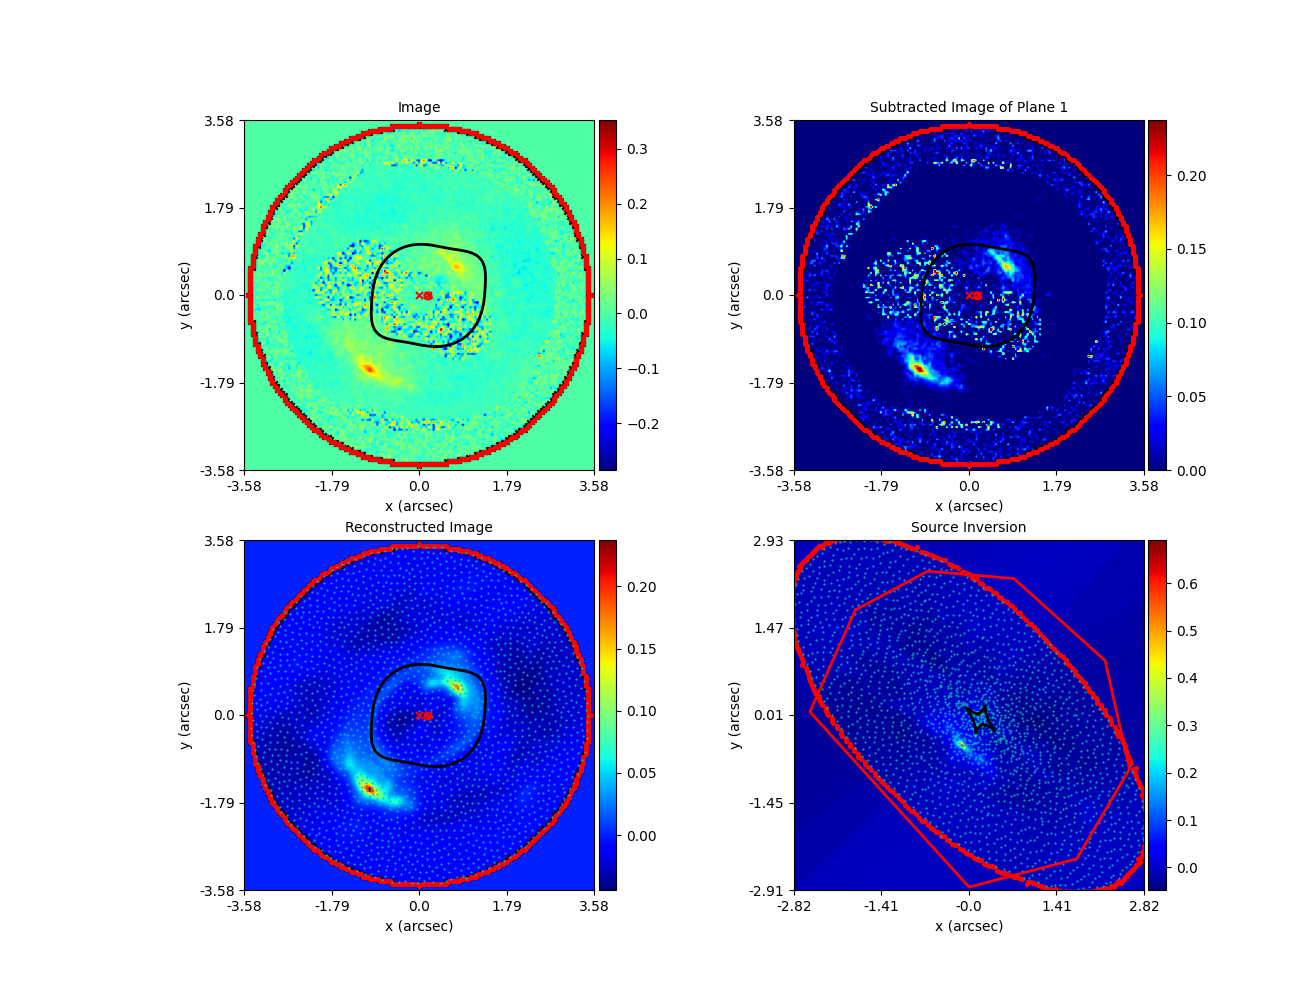 Image
Subtracted Image of Plane 1
3.58
1.79
0.0
-1.79
-3.58
y (arcsec)
-3.58 -1.79 0.0 1.79 3.58
x (arcsec)
0.3
0.2
0.1
0.0
−0.1
−0.2
3.58
1.79
0.0
-1.79
-3.58
y (arcsec)
-3.58 -1.79 0.0 1.79 3.58
x (arcsec)
0.20
0.15
0.10
0.05
0.00
Reconstructed Image
Source Inversion
3.58
1.79
0.0
-1.79
-3.58
y (arcsec)
-3.58 -1.79 0.0 1.79 3.58
x (arcsec)
0.20
0.15
0.10
0.05
0.00
2.93
1.47
0.01
-1.45
-2.91
y (arcsec)
-2.82 -1.41 -0.0 1.41 2.82
x (arcsec)
0.6
0.5
0.4
0.3
0.2
0.1
0.0